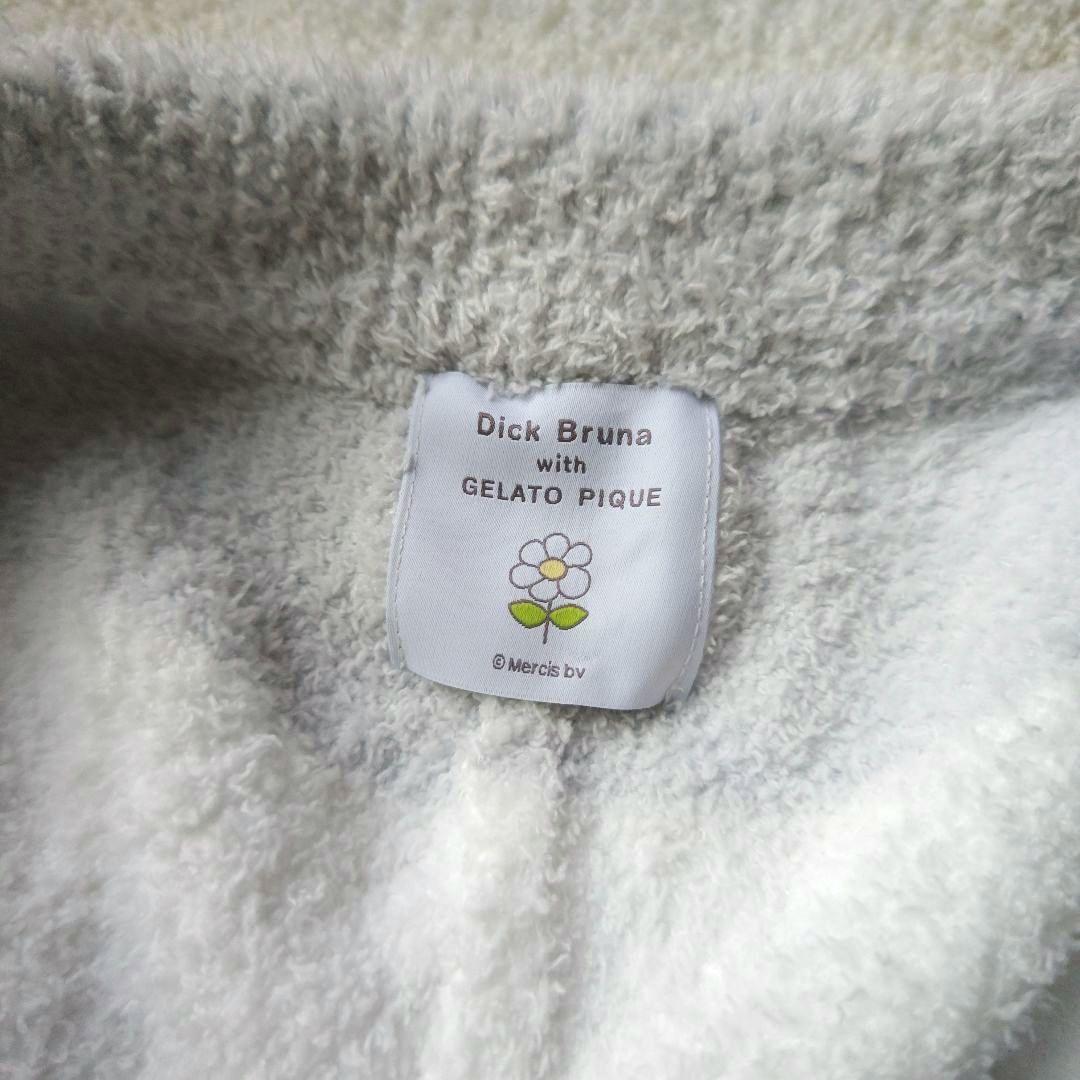 Dick Bruna
with
GELATO PIQUE
© Mercis bv